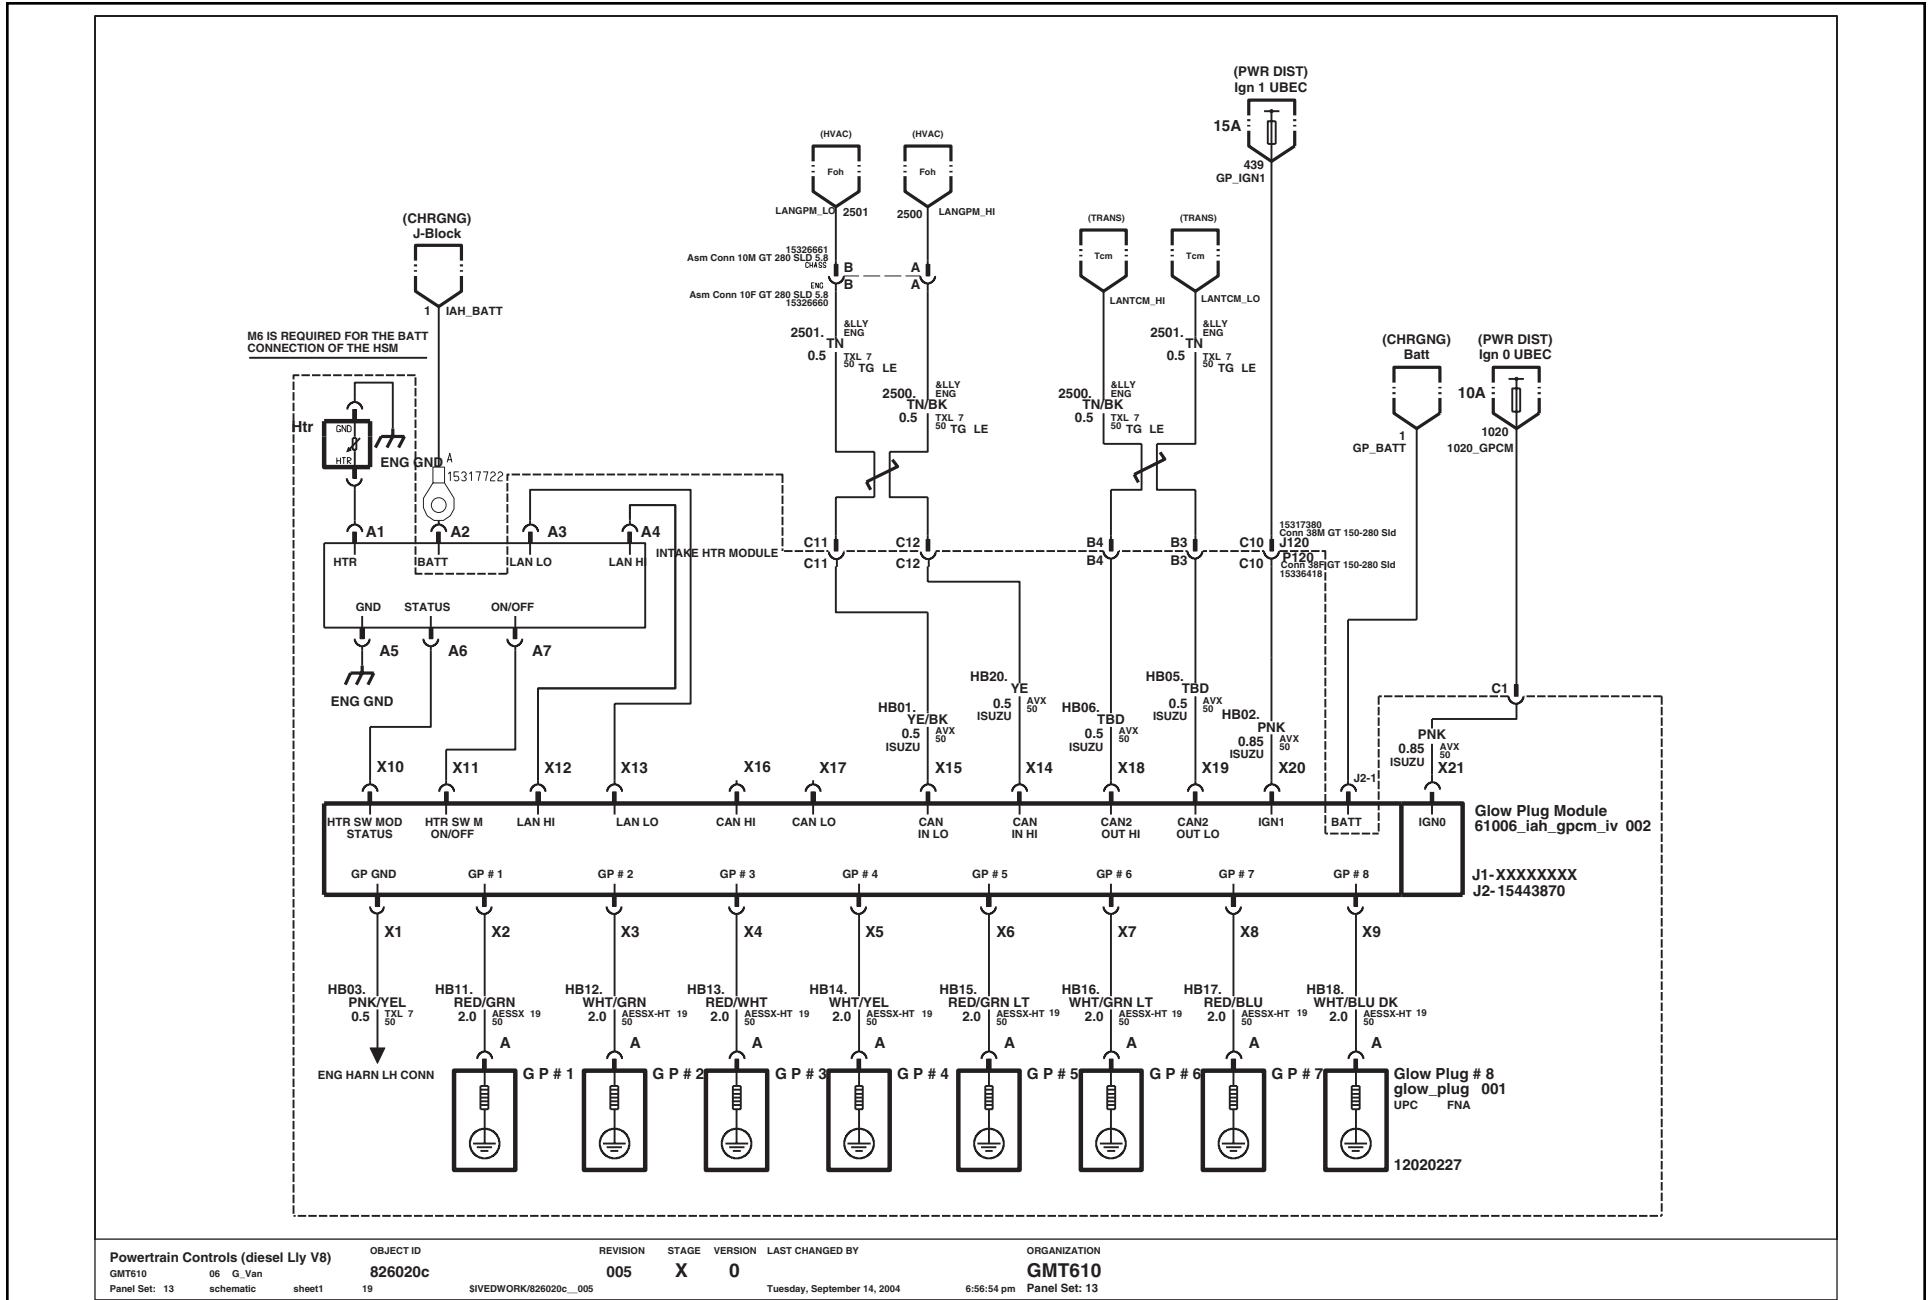 (PWR DIST)
Ign 1 UBEC
15A
439
GP_IGN1
(HVAC)
(HVAC)
Foh
Foh
LANGPM_LO
2501
2500
LANGPM_HI
(TRANS)
(TRANS)
Tcm
Tcm
LANTCM_HI
LANTCM_LO
(CHRGNG)
J-Block
1
IAH_BATT
15326661
Asm Conn 10M GT 280 SLD 5.8
CHASS
B
A
ENG
B
A
Asm Conn 10F GT 280 SLD 5.8
15326660
M6 IS REQUIRED FOR THE BATT
CONNECTION OF THE HSM
2501.
&LLY
ENG
TN
0.5
TXL 7
50
TG LE
2500.
&LLY
ENG
TN/BK
0.5
TXL 7
50
TG LE
2500.
&LLY
ENG
TN/BK
0.5
TXL 7
50
TG LE
2501.
&LLY
ENG
TN
0.5
TXL 7
50
TG LE
(CHRGNG)
Batt
1
GP_BATT
(PWR DIST)
Ign 0 UBEC
10A
1020
1020_GPCM
Htr
GND
HTR
ENG GND
A
15317722
A1
A2
A3
A4
HTR
BATT
LAN LO
LAN HI
INTAKE HTR MODULE
GND
STATUS
ON/OFF
A5
A6
A7
ENG GND
C11
C12
B4
B3
C10
J120
15317380
Conn 38M GT 150-280 Sld
C11
C12
B4
B3
C10
P120
Conn 38F GT 150-280 Sld
15336418
HB01.
YE/BK
0.5
AVX
50
ISUZU
HB20.
YE
0.5
AVX
50
ISUZU
HB06.
TBD
0.5
AVX
50
ISUZU
HB05.
TBD
0.5
AVX
50
ISUZU
HB02.
PNK
0.85
AVX
50
ISUZU
C1
PNK
0.85
AVX
50
ISUZU
X10
X11
X12
X13
X16
X17
X15
X14
X18
X19
X20
J2-1
X21
HTR SW MOD
STATUS
HTR SW M
ON/OFF
LAN HI
LAN LO
CAN HI
CAN LO
CAN
IN LO
CAN
IN HI
CAN2
OUT HI
CAN2
OUT LO
IGN1
BATT
IGN0
Glow Plug Module
61006_iah_gpcm_iv 002
GP GND
GP # 1
GP # 2
GP # 3
GP # 4
GP # 5
GP # 6
GP # 7
GP # 8
J1-XXXXXXXX
J2-15443870
X1
X2
X3
X4
X5
X6
X7
X8
X9
HB03.
PNK/YEL
0.5
TXL 7
50
HB11.
RED/GRN
2.0
AESSX 19
50
HB12.
WHT/GRN
2.0
AESSX-HT 19
50
HB13.
RED/WHT
2.0
AESSX-HT 19
50
HB14.
WHT/YEL
2.0
AESSX-HT 19
50
HB15.
RED/GRN LT
2.0
AESSX-HT 19
50
HB16.
WHT/GRN LT
2.0
AESSX-HT 19
50
HB17.
RED/BLU
2.0
AESSX-HT 19
50
HB18.
WHT/BLU DK
2.0
AESSX-HT 19
50
A
A
A
A
A
A
A
A
ENG HARN LH CONN
G P # 1
G P # 2
G P # 3
G P # 4
G P # 5
G P # 6
G P # 7
Glow Plug # 8
glow_plug 001
UPC FNA
12020227
Powertrain Controls (diesel Lly V8)
GMT610 06 G_Van
Panel Set: 13 schematic sheet1 19
OBJECT ID
826020c
$IVEDWORK/826020c__005
REVISION
005
STAGE
X
VERSION
0
LAST CHANGED BY
Tuesday, September 14, 2004 6:56:54 pm
ORGANIZATION
GMT610
Panel Set: 13